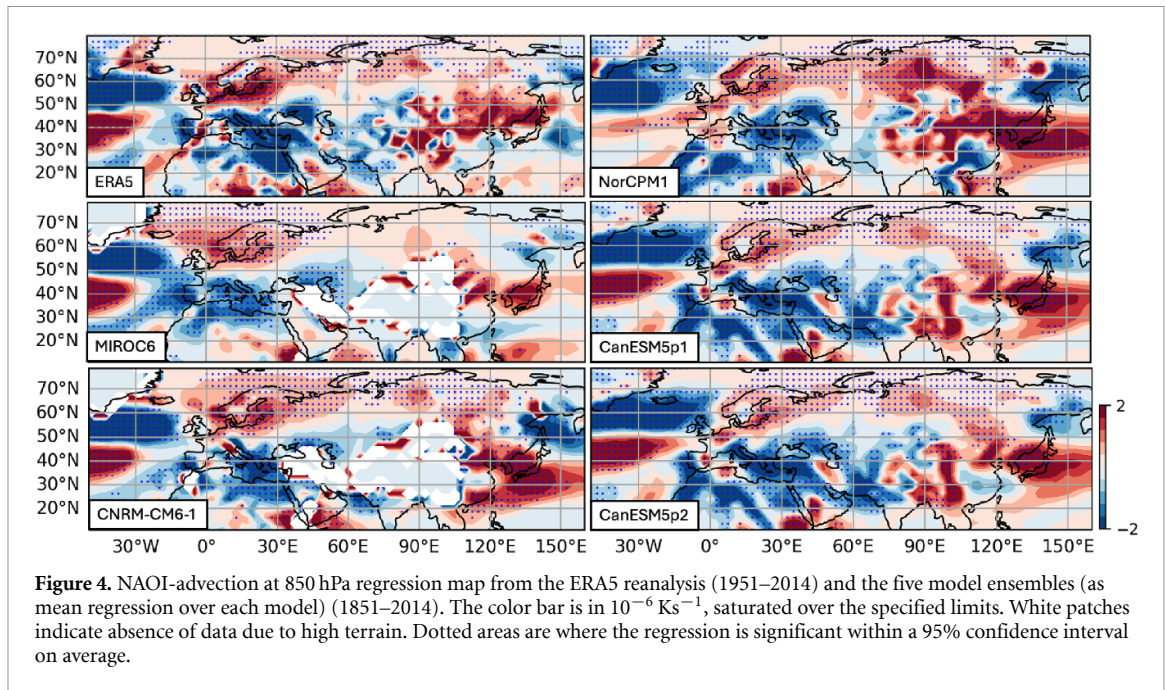 70°N
60°N
50°N
40°N
30°N
20°N
ERA5
NorCPM1
70°N
60°N
50°N
40°N
30°N
20°N
MIROC6
CanESM5p1
70°N
60°N
50°N
40°N
30°N
20°N
CNRM-CM6-1
CanESM5p2
2
−2
30°W 0° 30°E 60°E 90°E 120°E 150°E
30°W 0° 30°E 60°E 90°E 120°E 150°E
Figure 4. NAOI-advection at 850 hPa regression map from the ERA5 reanalysis (1951–2014) and the five model ensembles (as
mean regression over each model) (1851–2014). The color bar is in 10⁻⁶ Ks⁻¹, saturated over the specified limits. White patches
indicate absence of data due to high terrain. Dotted areas are where the regression is significant within a 95% confidence interval
on average.